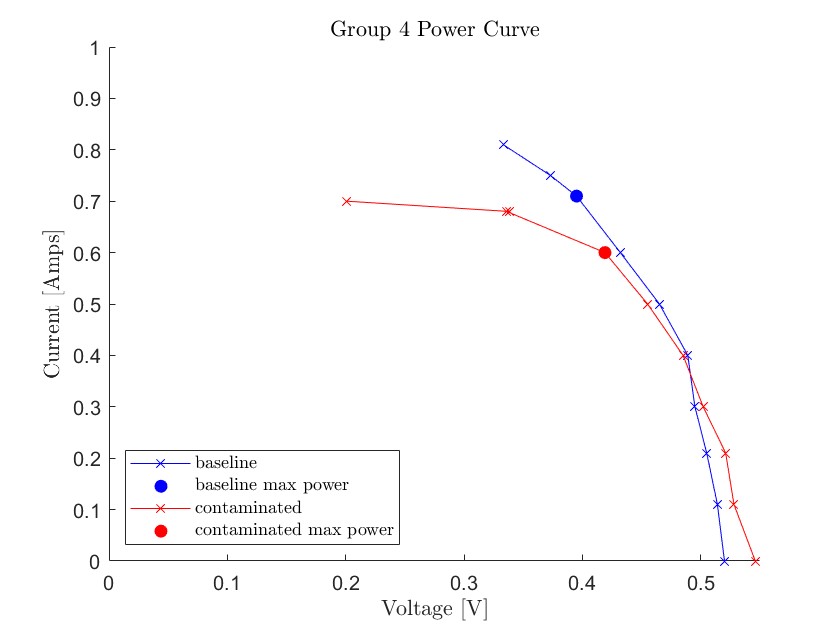 Group 4 Power Curve
1
0.9
0.8
0.7
0.6
0.5
0.4
0.3
0.2
0.1
0
Current [Amps]
baseline
baseline max power
contaminated
contaminated max power
0 0.1 0.2 0.3 0.4 0.5
Voltage [V]